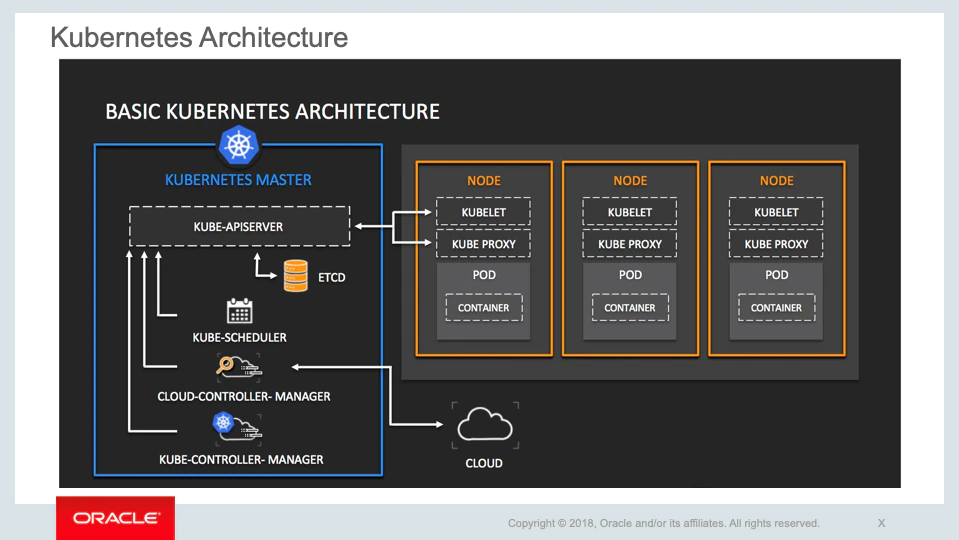 Kubernetes Architecture
BASIC KUBERNETES ARCHITECTURE
KUBERNETES MASTER
KUBE-APISERVER
ETCD
KUBE-SCHEDULER
CLOUD-CONTROLLER- MANAGER
KUBE-CONTROLLER- MANAGER
NODE
KUBELET
KUBE PROXY
POD
CONTAINER
NODE
KUBELET
KUBE PROXY
POD
CONTAINER
NODE
KUBELET
KUBE PROXY
POD
CONTAINER
CLOUD
ORACLE®
Copyright © 2018, Oracle and/or its affiliates. All rights reserved.
X